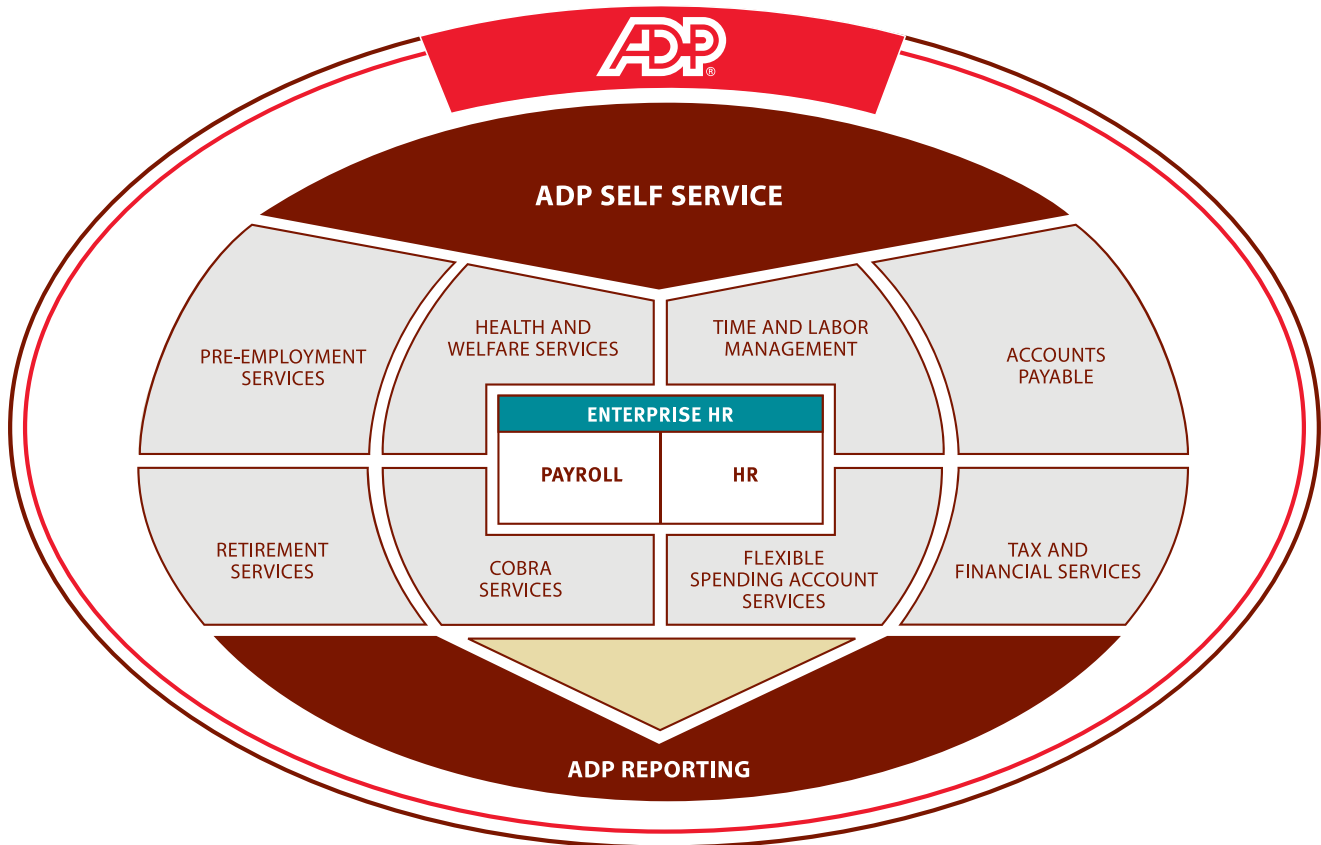 ADP®
ADP SELF SERVICE
PRE-EMPLOYMENT
SERVICES
HEALTH AND
WELFARE SERVICES
TIME AND LABOR
MANAGEMENT
ACCOUNTS
PAYABLE
ENTERPRISE HR
PAYROLL
HR
RETIREMENT
SERVICES
COBRA
SERVICES
FLEXIBLE
SPENDING ACCOUNT
SERVICES
TAX AND
FINANCIAL SERVICES
ADP REPORTING